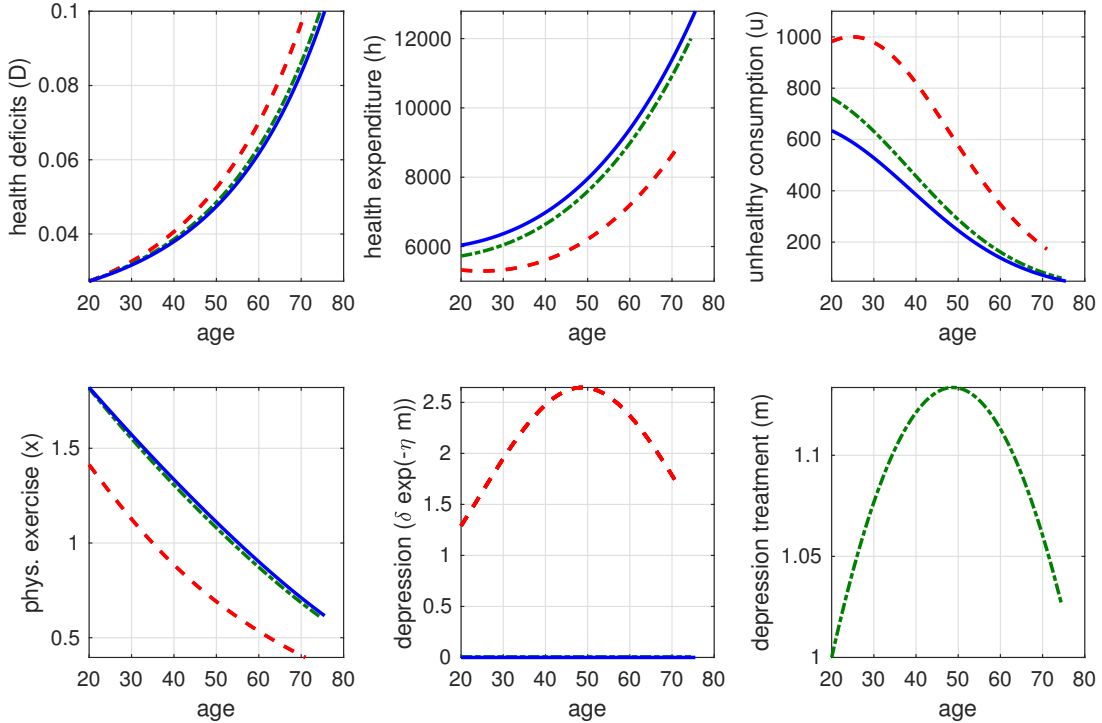 health deficits (D)
0.1
0.08
0.06
0.04
20 30 40 50 60 70 80
age
health expenditure (h)
12000
10000
8000
6000
20 30 40 50 60 70 80
age
unhealthy consumption (u)
1000
800
600
400
200
20 30 40 50 60 70 80
age
phys. exercise (x)
1.5
1
0.5
20 30 40 50 60 70 80
age
depression (δ exp(-η m))
2.5
2
1.5
1
0.5
0
20 30 40 50 60 70 80
age
depression treatment (m)
1.1
1.05
1
20 30 40 50 60 70 80
age